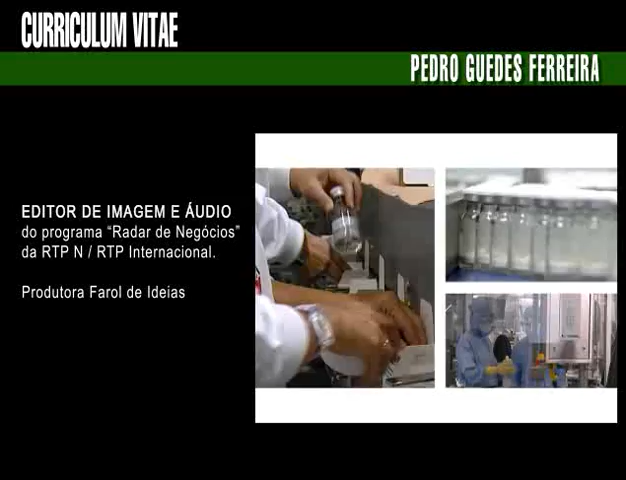 CURRICULUM VITAE
PEDRO GUEDES FERREIRA
EDITOR DE IMAGEM E ÁUDIO
do programa “Radar de Negócios”
da RTP N / RTP Internacional.
Produtora Farol de Ideias